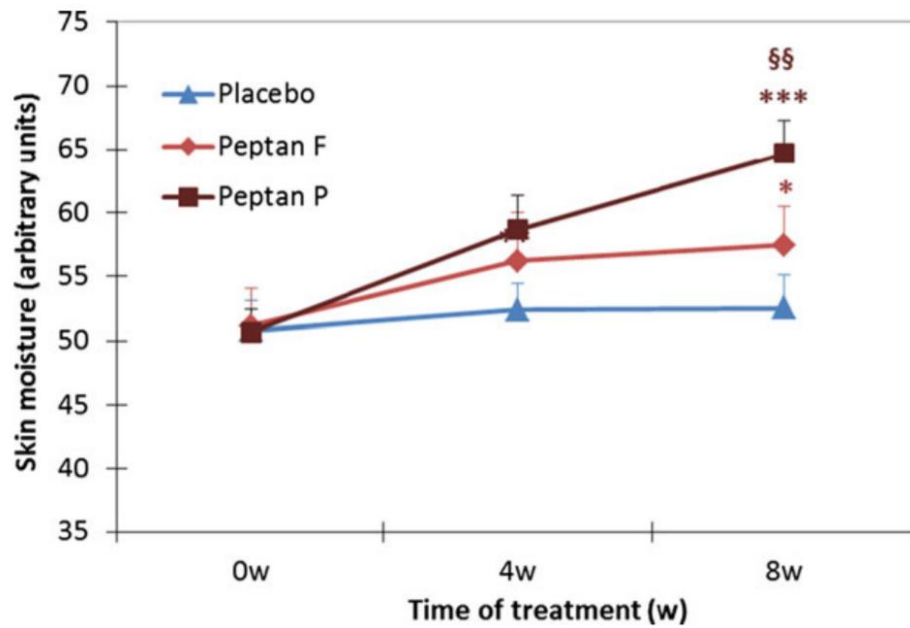 Skin moisture (arbitrary units)
75
70
65
60
55
50
45
40
35
Placebo
Peptan F
Peptan P
§§
***
*
**
0w
4w
8w
Time of treatment (w)